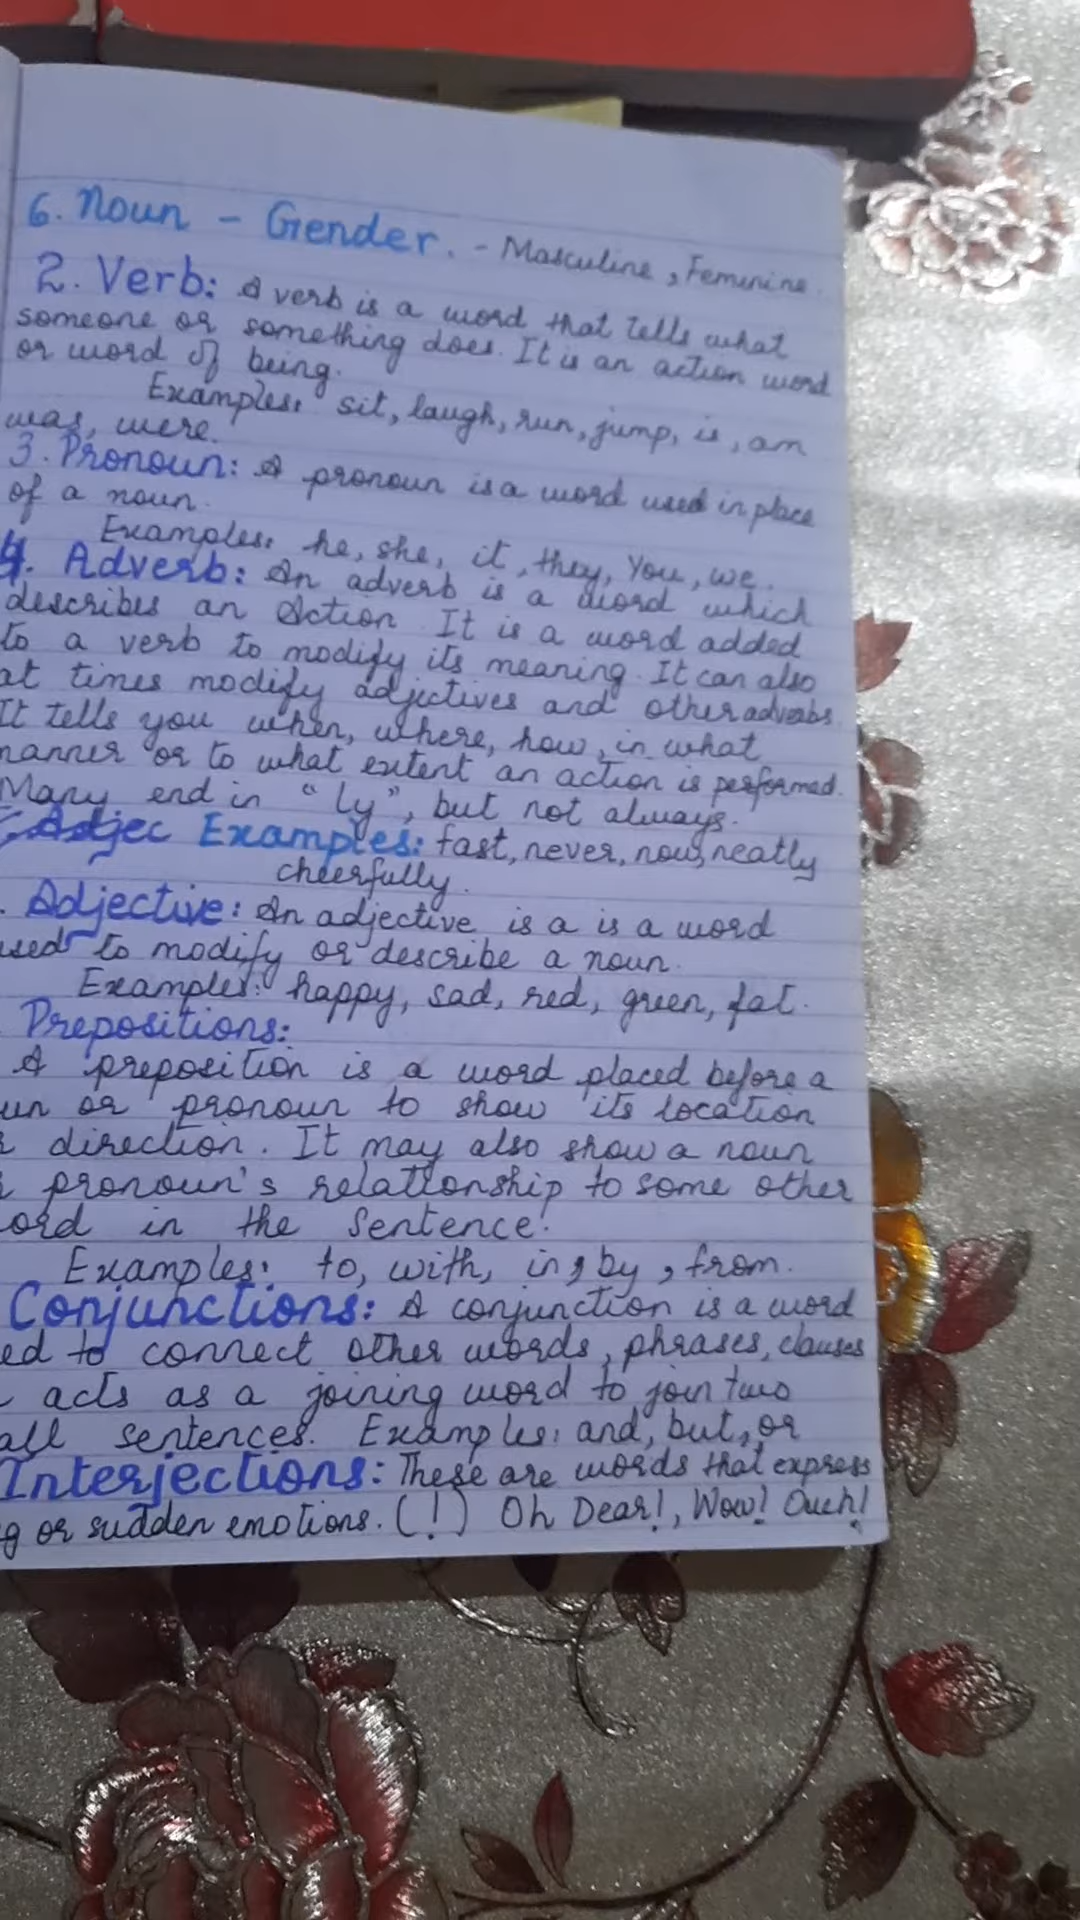 6. Noun - Gender. - Masculine, Feminine.
2. Verb: A verb is a word that tells what
someone or something does. It is an action word
or word of being.
Examples: sit, laugh, run, jump, is, am
was, were.
3. Pronoun: A pronoun is a word used in place
of a noun.
Examples: he, she, it, they, You, we.
4. Adverb: An adverb is a word which
describes an Action. It is a word added
to a verb to modify its meaning. It can also
at times modify adjectives and other adverbs.
It tells you when, where, how, in what
manner or to what extent an action is performed.
Many end in "ly", but not always.
Adjec Examples: fast, never, now, neatly
cheerfully.
. Adjective: An adjective is a is a word
used to modify or describe a noun.
Examples: happy, sad, red, green, fat.
Prepositions:
A preposition is a word placed before a
un or pronoun to show its location
r direction. It may also show a noun
r pronoun's relationship to some other
ord in the Sentence.
Examples: to, with, in, by, from.
Conjunctions: A conjunction is a word
ed to connect other words, phrases, clauses
acts as a joining word to join two
all sentences. Examples: and, but, or
Interjections: These are words that express
g or sudden emotions. (!) Oh Dear!, Wow! Ouch!